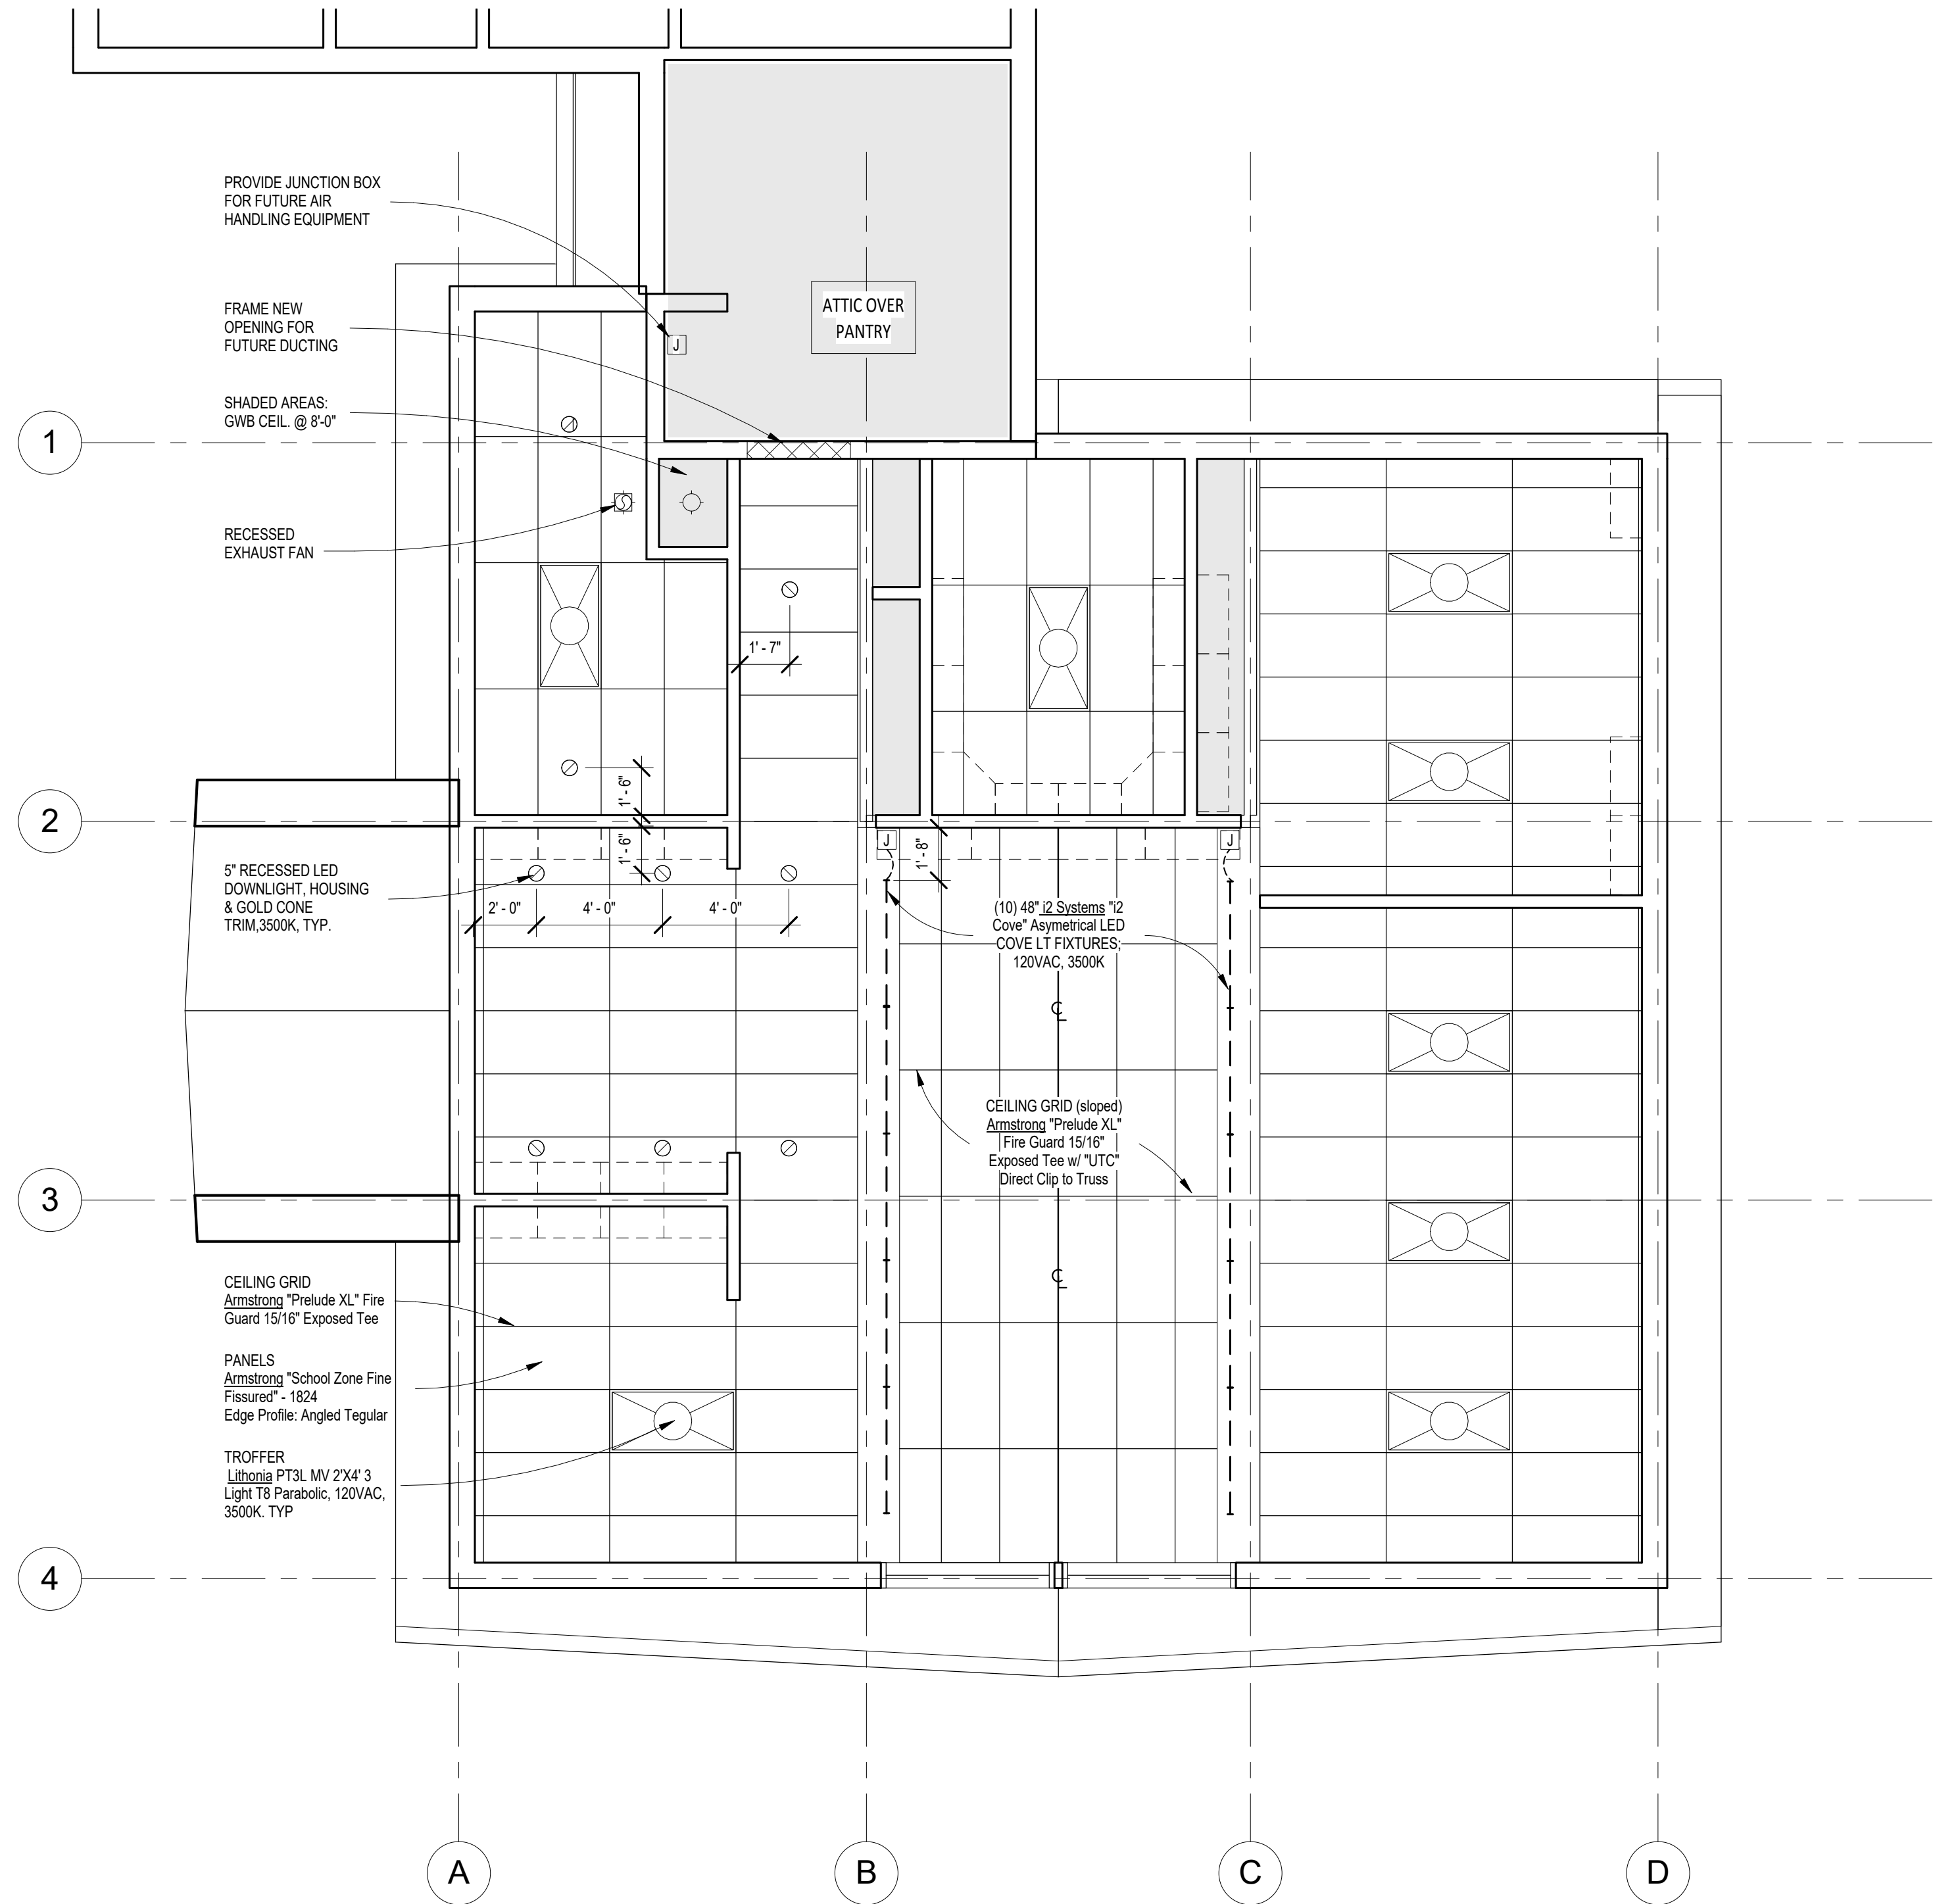 PROVIDE JUNCTION BOX
FOR FUTURE AIR
HANDLING EQUIPMENT
FRAME NEW
OPENING FOR
FUTURE DUCTING
ATTIC OVER
PANTRY
J
SHADED AREAS:
GWB CEIL. @ 8'-0"
1
RECESSED
EXHAUST FAN
1' - 7"
1' - 6"
2
1' - 6"
J
1' - 8"
J
5" RECESSED LED
DOWNLIGHT, HOUSING
& GOLD CONE
TRIM,3500K, TYP.
2' - 0"
4' - 0"
4' - 0"
(10) 48" i2 Systems "i2
Cove" Asymetrical LED
COVE LT FIXTURES;
120VAC, 3500K
CL
CEILING GRID (sloped)
Armstrong "Prelude XL"
Fire Guard 15/16"
Exposed Tee w/ "UTC"
Direct Clip to Truss
3
CL
CEILING GRID
Armstrong "Prelude XL" Fire
Guard 15/16" Exposed Tee
PANELS
Armstrong "School Zone Fine
Fissured" - 1824
Edge Profile: Angled Tegular
TROFFER
Lithonia PT3L MV 2'X4' 3
Light T8 Parabolic, 120VAC,
3500K. TYP
4
A
B
C
D